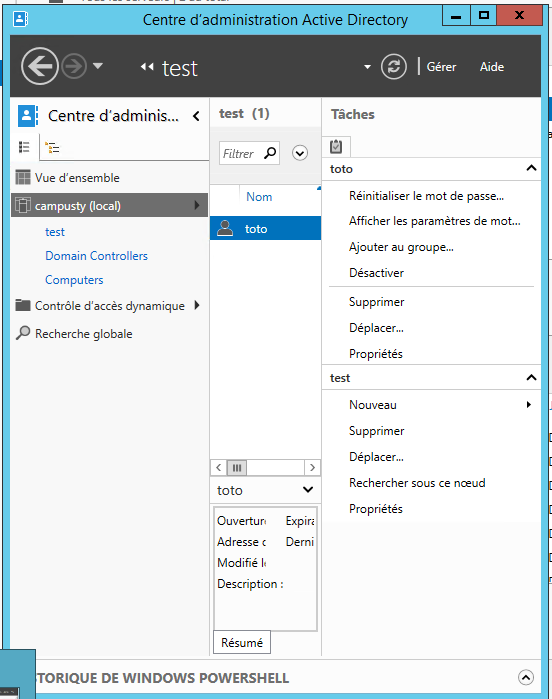 Centre d'administration Active Directory
test
Gérer
Aide
Centre d'adminis...
Vue d'ensemble
campusty (local)
test
Domain Controllers
Computers
Contrôle d'accès dynamique
Recherche globale
test (1)
Filtrer
Nom
toto
toto
Ouverture Expira
Adresse d Derni
Modifié l
Description :
Résumé
Tâches
toto
Réinitialiser le mot de passe...
Afficher les paramètres de mot...
Ajouter au groupe...
Désactiver
Supprimer
Déplacer...
Propriétés
test
Nouveau
Supprimer
Déplacer...
Rechercher sous ce nœud
Propriétés
TORIQUE DE WINDOWS POWERSHELL